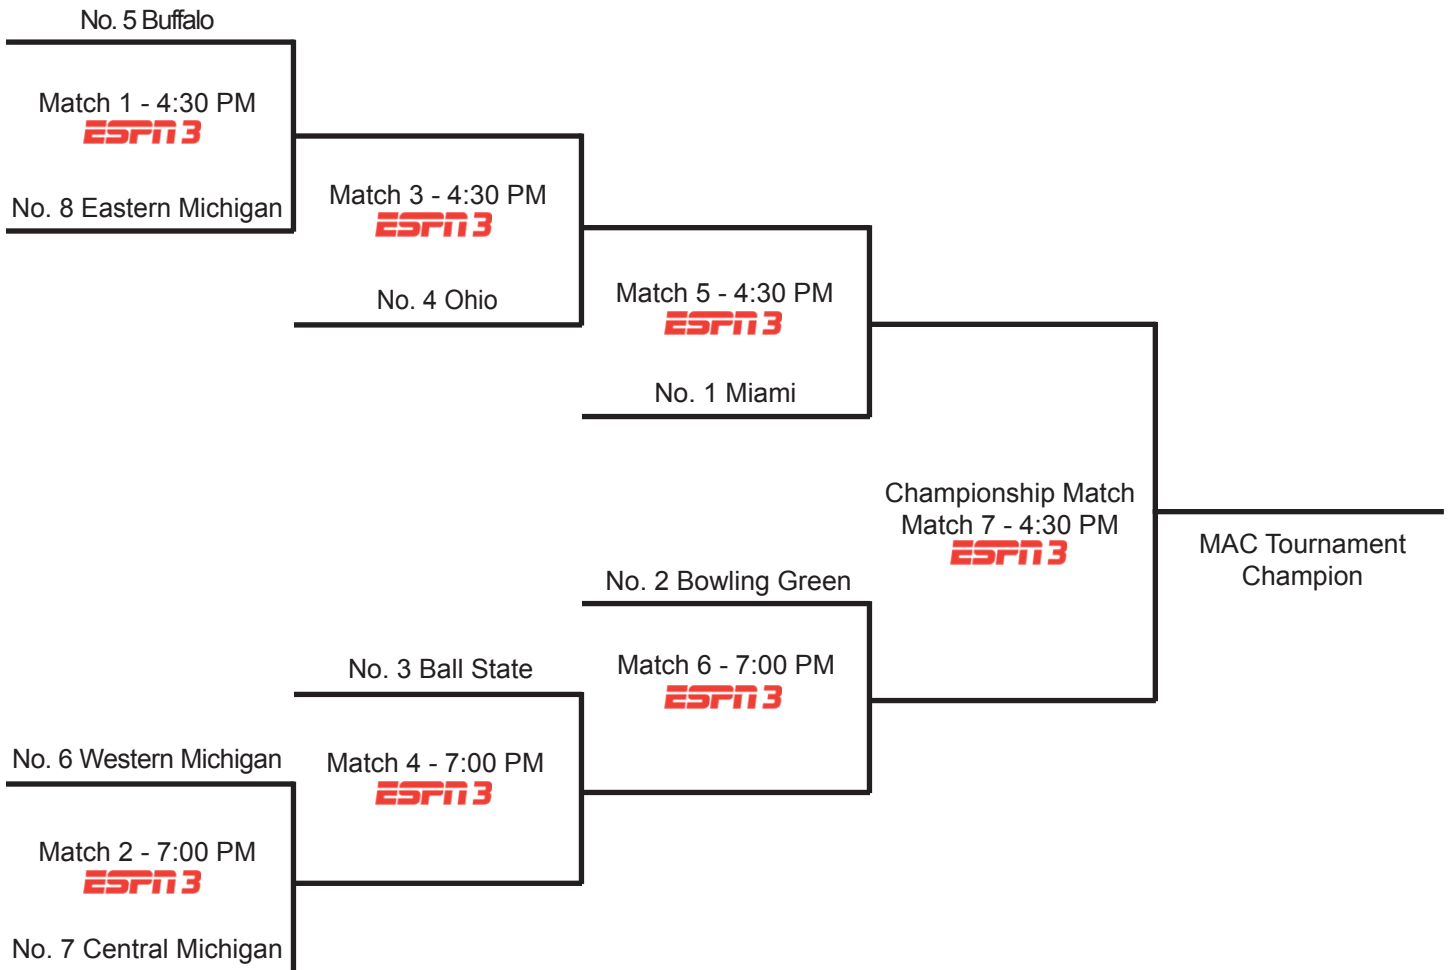 No. 5 Buffalo
Match 1 - 4:30 PM
ESPN3
No. 8 Eastern Michigan
Match 3 - 4:30 PM
ESPN3
No. 4 Ohio
Match 5 - 4:30 PM
ESPN3
No. 1 Miami
Championship Match
Match 7 - 4:30 PM
ESPN3
MAC Tournament
Champion
No. 2 Bowling Green
Match 6 - 7:00 PM
ESPN3
No. 3 Ball State
Match 4 - 7:00 PM
ESPN3
No. 6 Western Michigan
Match 2 - 7:00 PM
ESPN3
No. 7 Central Michigan